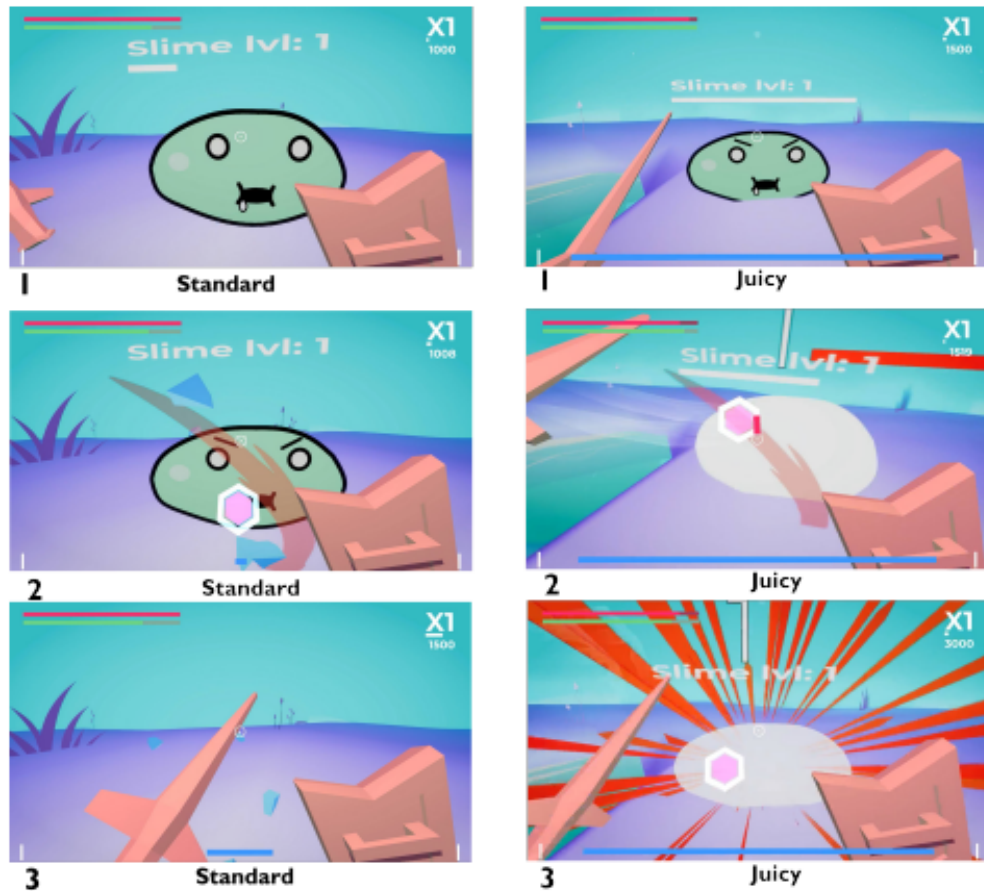 X1
1000
Slime lvl: 1
1
Standard
X1
1500
Slime lvl: 1
1
Juicy
X1
1008
Slime lvl: 1
2
Standard
X1
1519
Slime lvl: 1
2
Juicy
X1
1500
3
Standard
X1
3000
Slime lvl: 1
3
Juicy